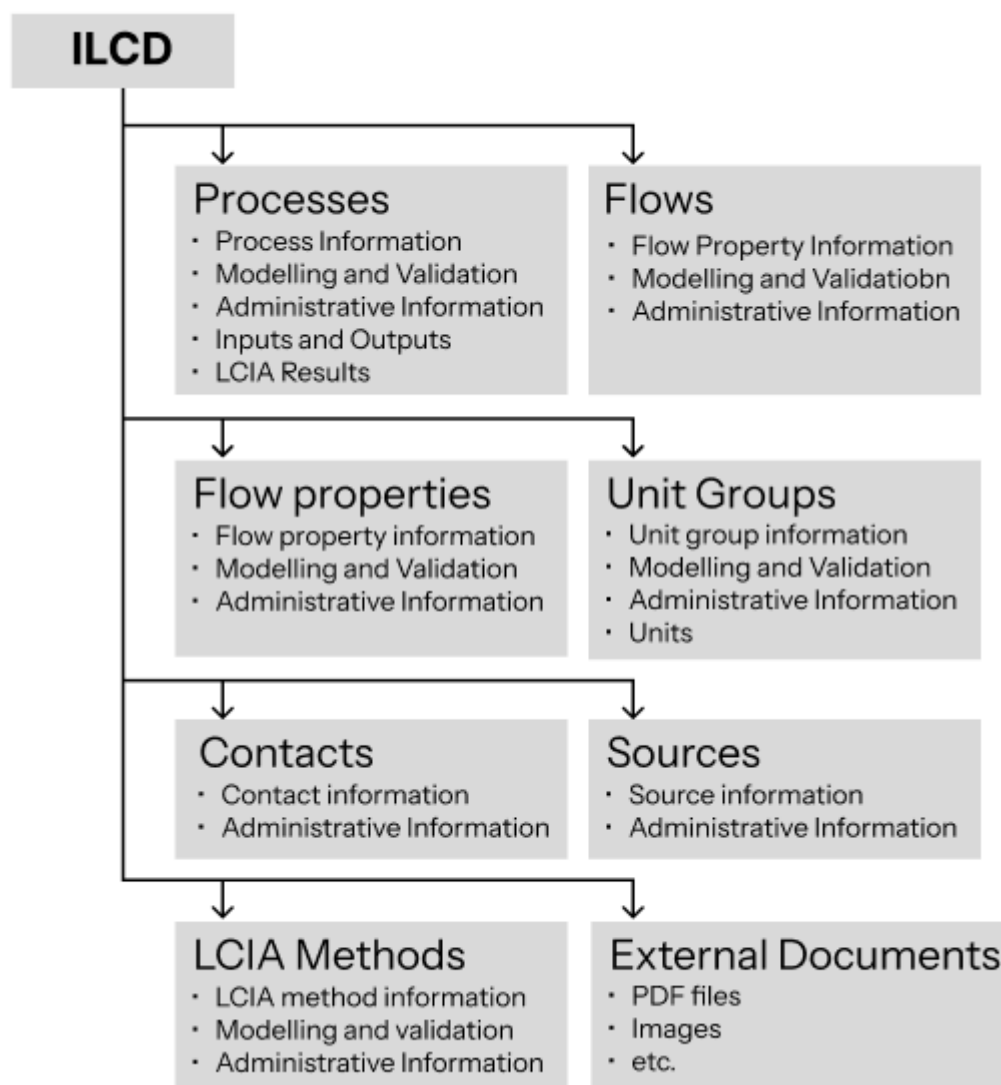 ILCD
Processes
· Process Information
· Modelling and Validation
· Administrative Information
· Inputs and Outputs
· LCIA Results
Flows
· Flow Property Information
· Modelling and Validatiobn
· Administrative Information
Flow properties
· Flow property information
· Modelling and Validation
· Administrative Information
Unit Groups
· Unit group information
· Modelling and Validation
· Administrative Information
· Units
Contacts
· Contact information
· Administrative Information
Sources
· Source information
· Administrative Information
LCIA Methods
· LCIA method information
· Modelling and validation
· Administrative Information
External Documents
· PDF files
· Images
· etc.